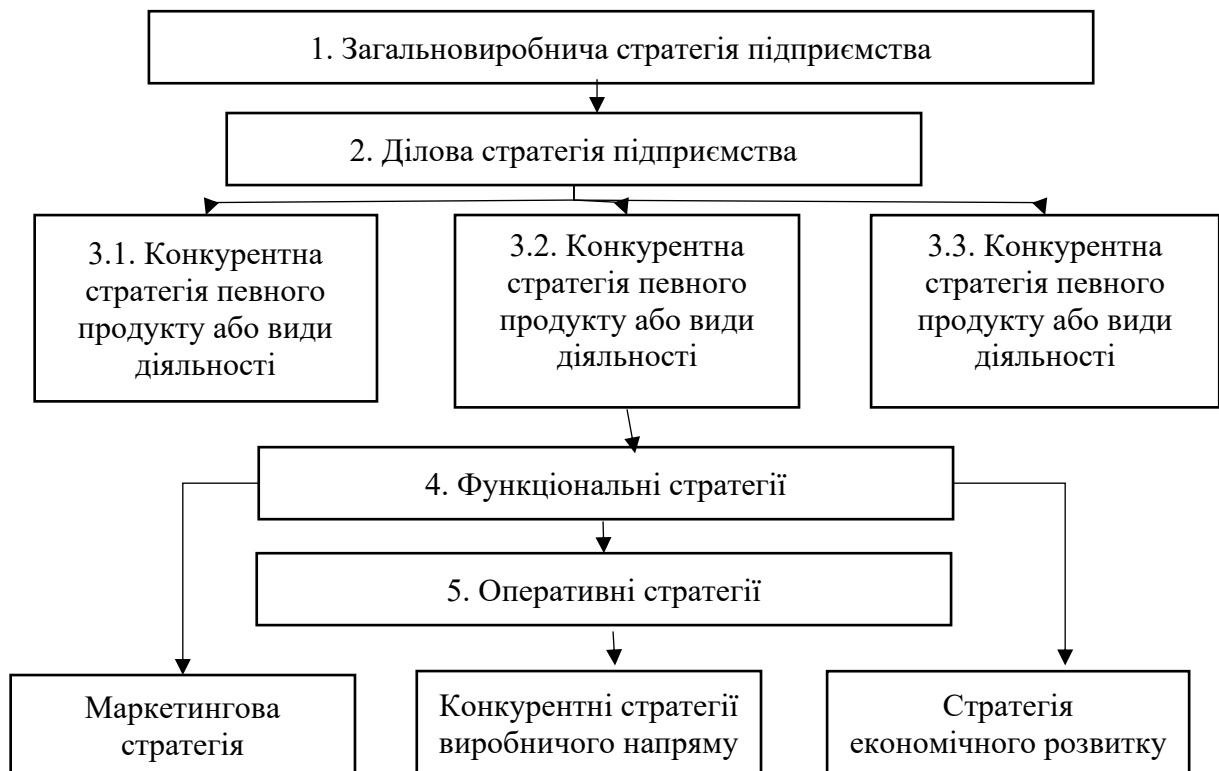 1. Загальновиробнича стратегія підприємства
2. Ділова стратегія підприємства
3.1. Конкурентна
стратегія певного
продукту або види
діяльності
3.2. Конкурентна
стратегія певного
продукту або види
діяльності
3.3. Конкурентна
стратегія певного
продукту або види
діяльності
4. Функціональні стратегії
5. Оперативні стратегії
Маркетингова
стратегія
Конкурентні стратегії
виробничого напряму
Стратегія
економічного розвитку